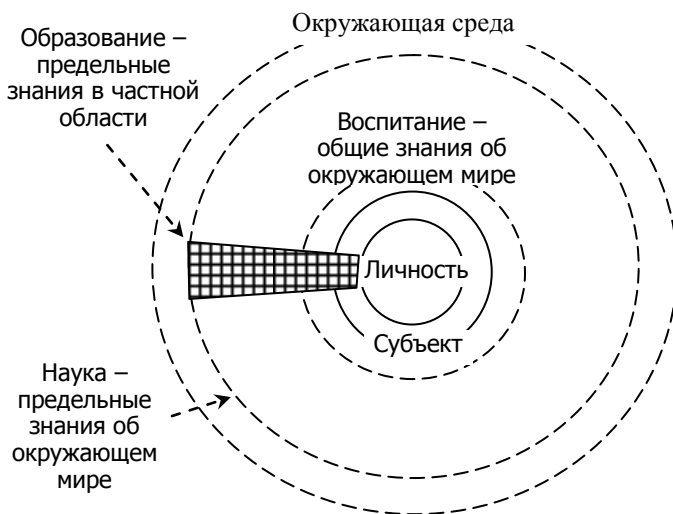 Окружающая среда
Образование –
предельные
знания в частной
области
Воспитание –
общие знания об
окружающем мире
Личность
Субъект
Наука –
предельные
знания об
окружающем
мире